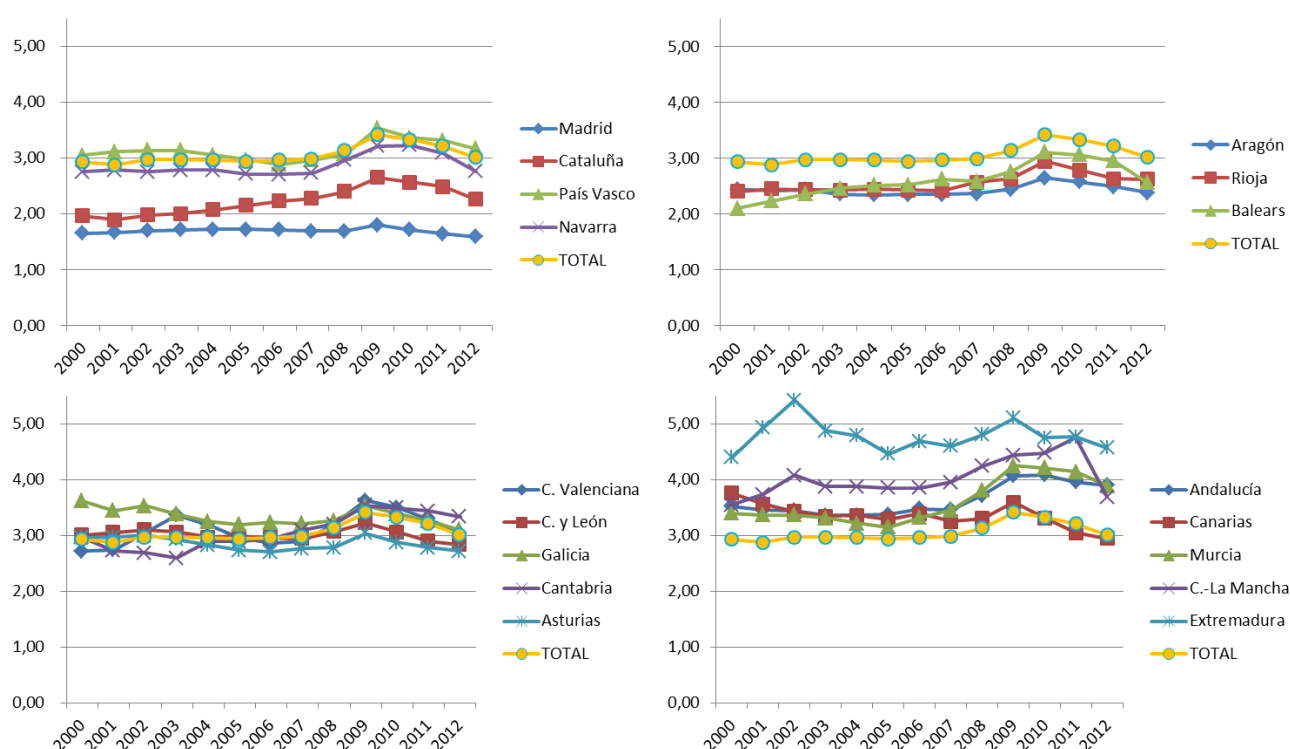 5,00
4,00
3,00
2,00
1,00
0,00
2000 2001 2002 2003 2004 2005 2006 2007 2008 2009 2010 2011 2012
Madrid
Cataluña
País Vasco
Navarra
TOTAL
5,00
4,00
3,00
2,00
1,00
0,00
2000 2001 2002 2003 2004 2005 2006 2007 2008 2009 2010 2011 2012
Aragón
Rioja
Balears
TOTAL
5,00
4,00
3,00
2,00
1,00
0,00
2000 2001 2002 2003 2004 2005 2006 2007 2008 2009 2010 2011 2012
C. Valenciana
C. y León
Galicia
Cantabria
Asturias
TOTAL
5,00
4,00
3,00
2,00
1,00
0,00
2000 2001 2002 2003 2004 2005 2006 2007 2008 2009 2010 2011 2012
Andalucía
Canarias
Murcia
C.-La Mancha
Extremadura
TOTAL